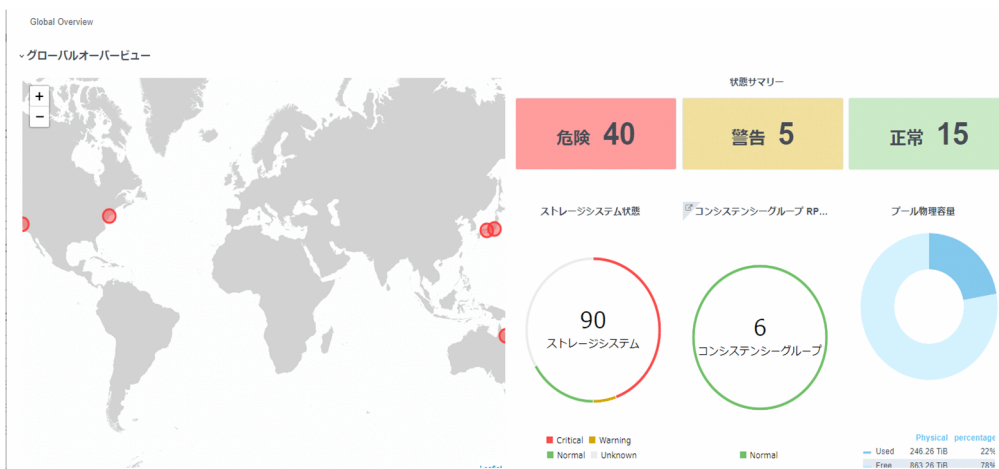 Global Overview
グローバルオーバービュー
+
−
状態サマリー
危険 40
警告 5
正常 15
ストレージシステム状態
コンシステンシーグループ RP...
プール物理容量
90
ストレージシステム
6
コンシステンシーグループ
Critical Warning
Normal Unknown
Normal
Physical percentage
Used 246.26 TiB 22%
Free 863.26 TiB 78%